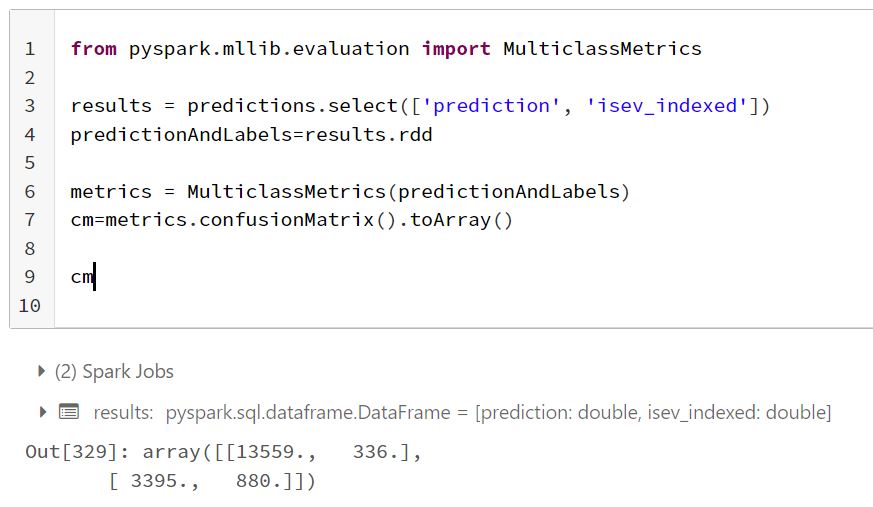 1 from pyspark.mllib.evaluation import MulticlassMetrics
2
3 results = predictions.select(['prediction', 'isev_indexed'])
4 predictionAndLabels=results.rdd
5
6 metrics = MulticlassMetrics(predictionAndLabels)
7 cm=metrics.confusionMatrix().toArray()
8
9 cm
10
(2) Spark Jobs
results: pyspark.sql.dataframe.DataFrame = [prediction: double, isev_indexed: double]
Out[329]: array([[13559.,   336.],
       [ 3395.,   880.]])